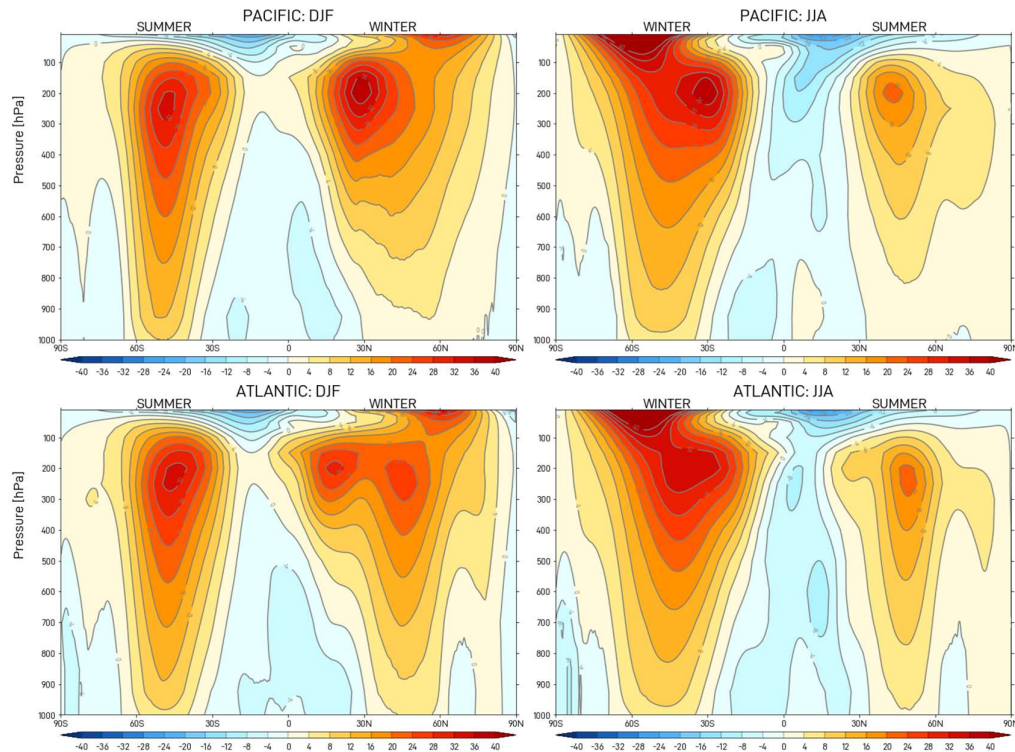 PACIFIC: DJF
SUMMER WINTER
Pressure [hPa]
100
200
300
400
500
600
700
800
900
1000
90S 60S 30S 0 30N 60N 90N
-40 -36 -32 -28 -24 -20 -16 -12 -8 -4 0 4 8 12 16 20 24 28 32 36 40
PACIFIC: JJA
WINTER SUMMER
100
200
300
400
500
600
700
800
900
1000
90S 60S 30S 0 30N 60N 90N
-40 -36 -32 -28 -24 -20 -16 -12 -8 -4 0 4 8 12 16 20 24 28 32 36 40
ATLANTIC: DJF
SUMMER WINTER
Pressure [hPa]
100
200
300
400
500
600
700
800
900
1000
90S 60S 30S 0 30N 60N 90N
-40 -36 -32 -28 -24 -20 -16 -12 -8 -4 0 4 8 12 16 20 24 28 32 36 40
ATLANTIC: JJA
WINTER SUMMER
100
200
300
400
500
600
700
800
900
1000
90S 60S 30S 0 30N 60N 90N
-40 -36 -32 -28 -24 -20 -16 -12 -8 -4 0 4 8 12 16 20 24 28 32 36 40